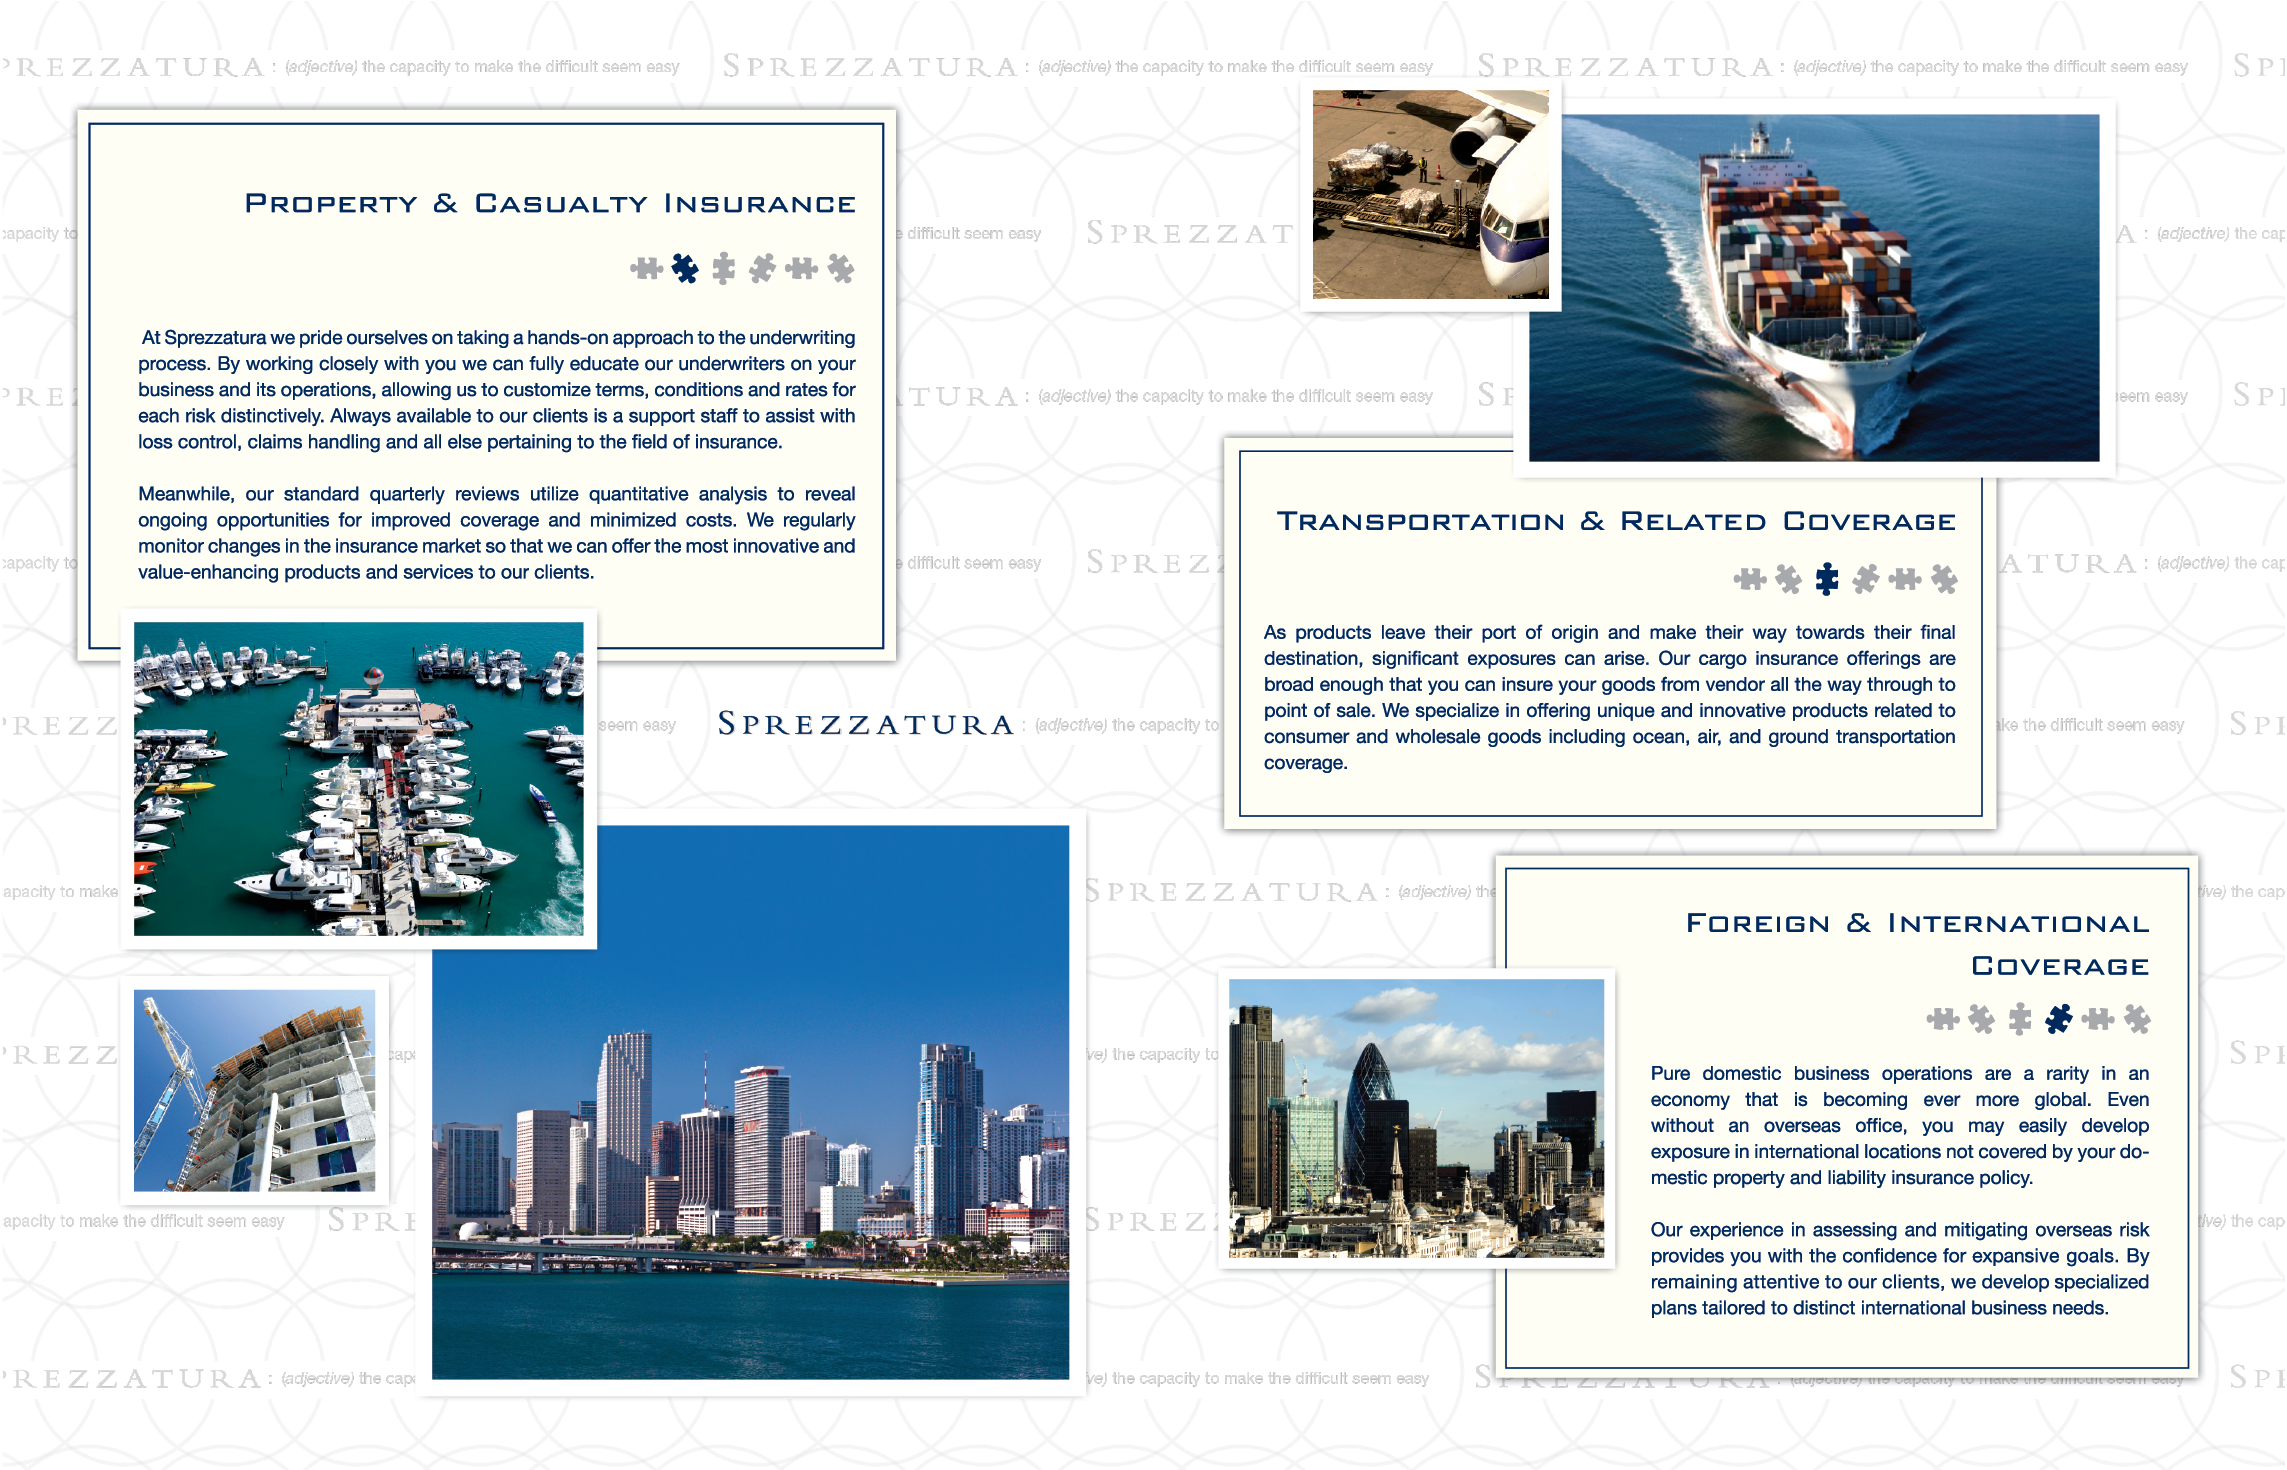 PREZZATURA: (adjective) the capacity to make the difficult seem easy
SPREZZATURA: (adjective) the capacity to make the difficult seem easy
SPREZZATURA: (adjective) the capacity to make the difficult seem easy
PROPERTY & CASUALTY INSURANCE
At Sprezzatura we pride ourselves on taking a hands-on approach to the underwriting
process. By working closely with you we can fully educate our underwriters on your
business and its operations, allowing us to customize terms, conditions and rates for
each risk distinctively. Always available to our clients is a support staff to assist with
loss control, claims handling and all else pertaining to the field of insurance.
Meanwhile, our standard quarterly reviews utilize quantitative analysis to reveal
ongoing opportunities for improved coverage and minimized costs. We regularly
monitor changes in the insurance market so that we can offer the most innovative and
value-enhancing products and services to our clients.
SPREZZATURA: (adjective) the capacity to
TRANSPORTATION & RELATED COVERAGE
As products leave their port of origin and make their way towards their final
destination, significant exposures can arise. Our cargo insurance offerings are
broad enough that you can insure your goods from vendor all the way through to
point of sale. We specialize in offering unique and innovative products related to
consumer and wholesale goods including ocean, air, and ground transportation
coverage.
FOREIGN & INTERNATIONAL
COVERAGE
Pure domestic business operations are a rarity in an
economy that is becoming ever more global. Even
without an overseas office, you may easily develop
exposure in international locations not covered by your do-
mestic property and liability insurance policy.
Our experience in assessing and mitigating overseas risk
provides you with the confidence for expansive goals. By
remaining attentive to our clients, we develop specialized
plans tailored to distinct international business needs.